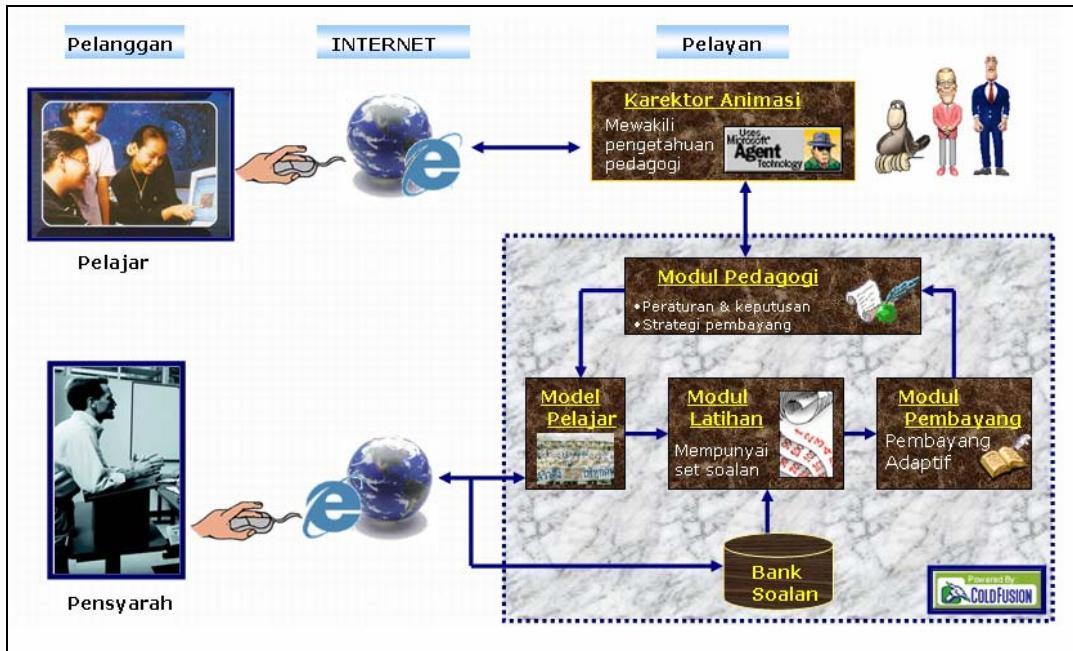 Pelanggan
INTERNET
Pelayan
Karektor Animasi
Mewakili
pengetahuan
pedagogi
Uses
Microsoft®
Agent
Technology
Pelajar
Modul Pedagogi
•Peraturan & keputusan
•Strategi pembayang
Model
Pelajar
Modul
Latihan
Mempunyai
set soalan
Modul
Pembayang
Pembayang
Adaptif
Bank
Soalan
Pensyarah
Powered By:
COLDFUSION